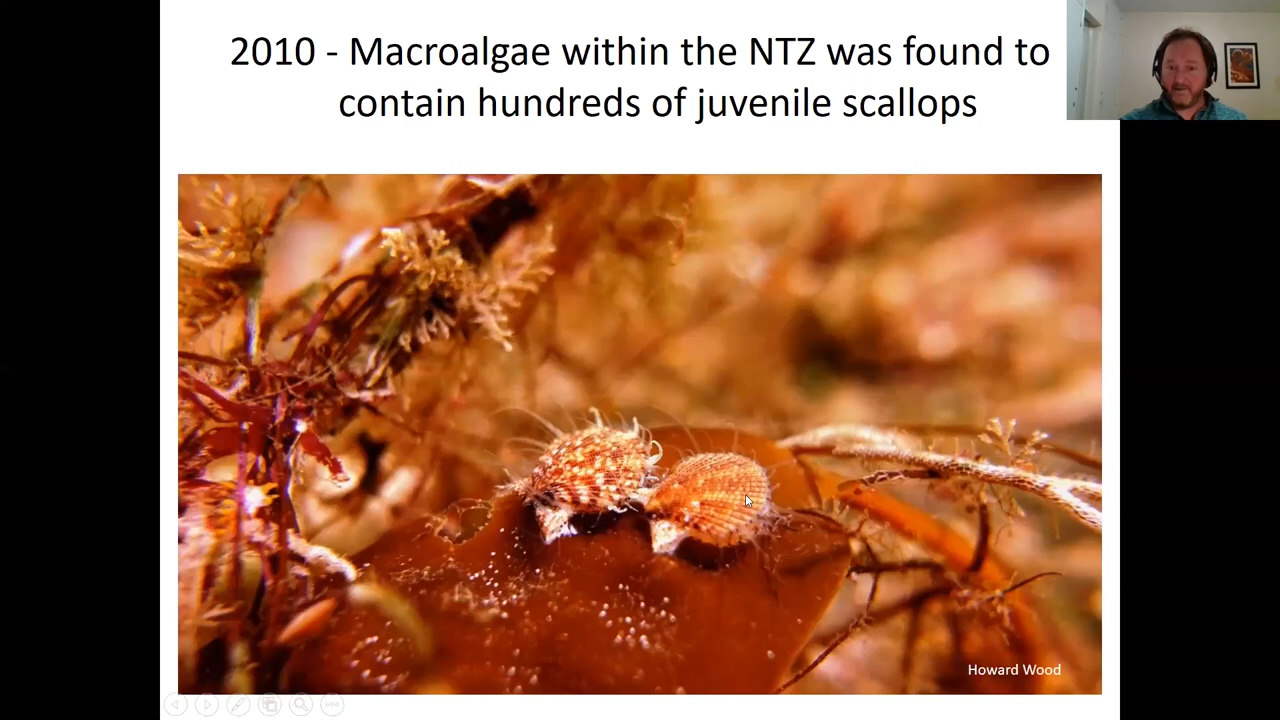 2010 - Macroalgae within the NTZ was found to
contain hundreds of juvenile scallops
Howard Wood